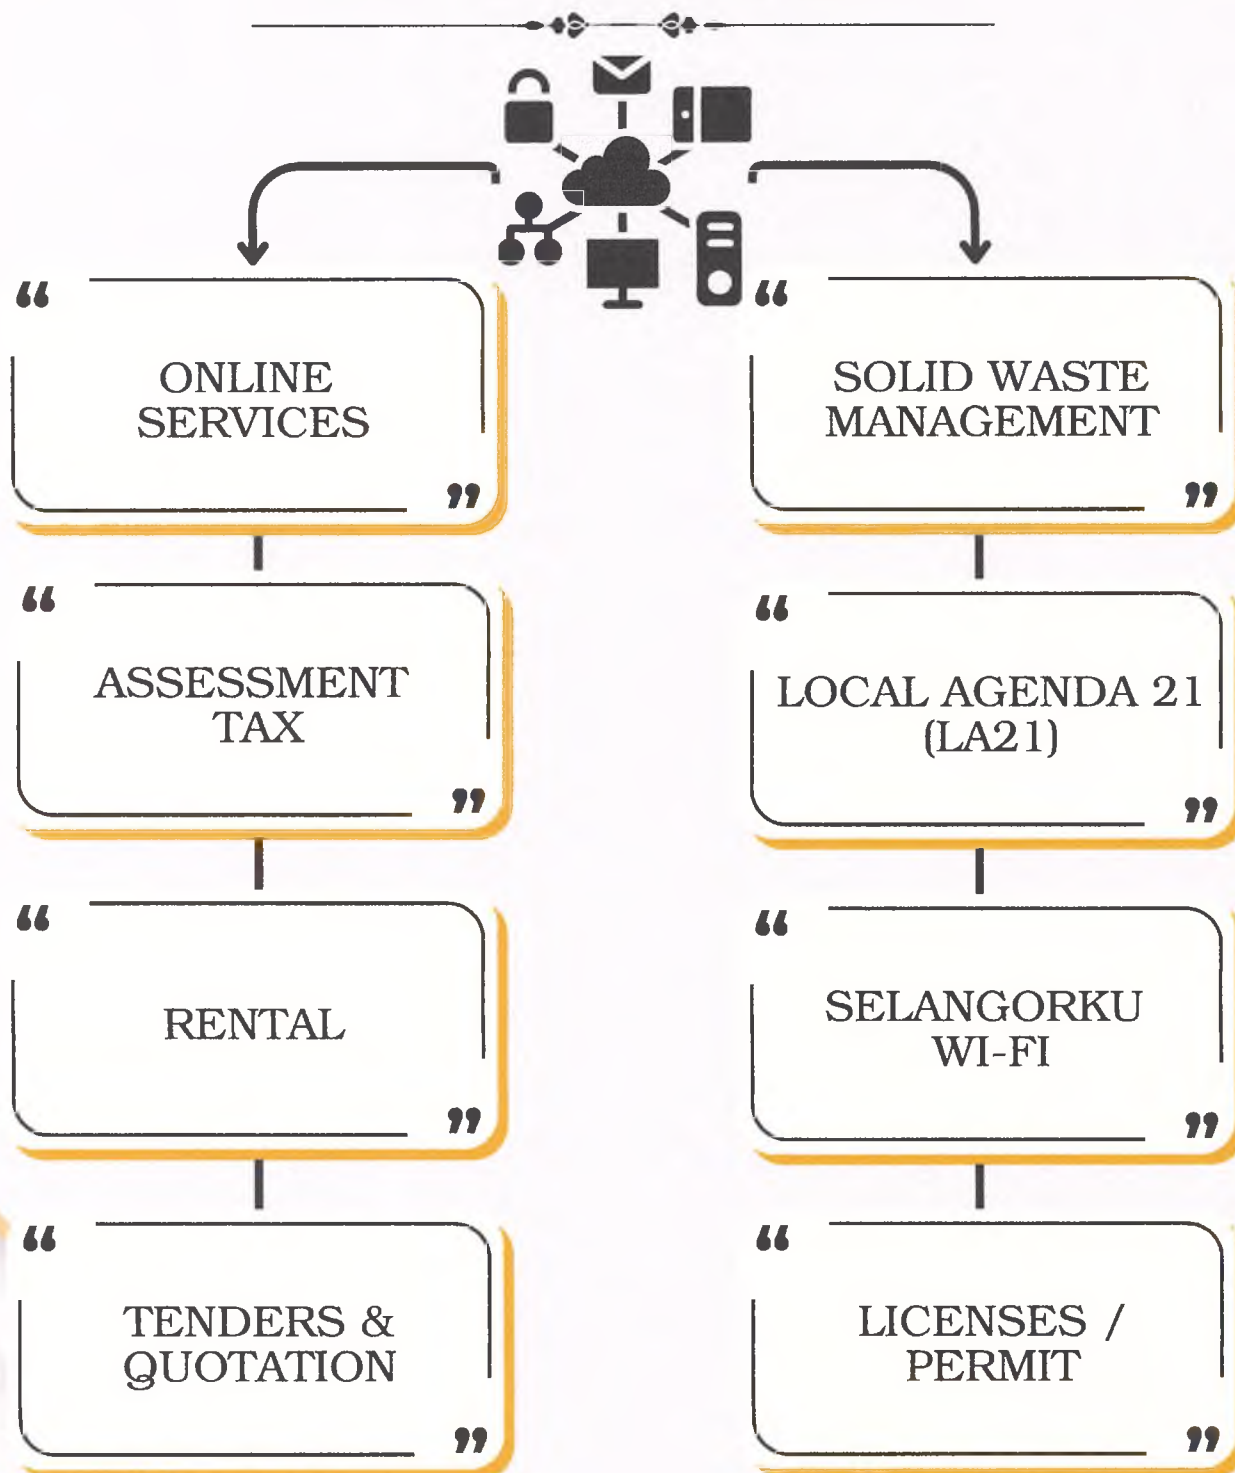 ONLINE
SERVICES
ASSESSMENT
TAX
RENTAL
TENDERS &
QUOTATION
SOLID WASTE
MANAGEMENT
LOCAL AGENDA 21
(LA21)
SELANGORKU
WI-FI
LICENSES /
PERMIT